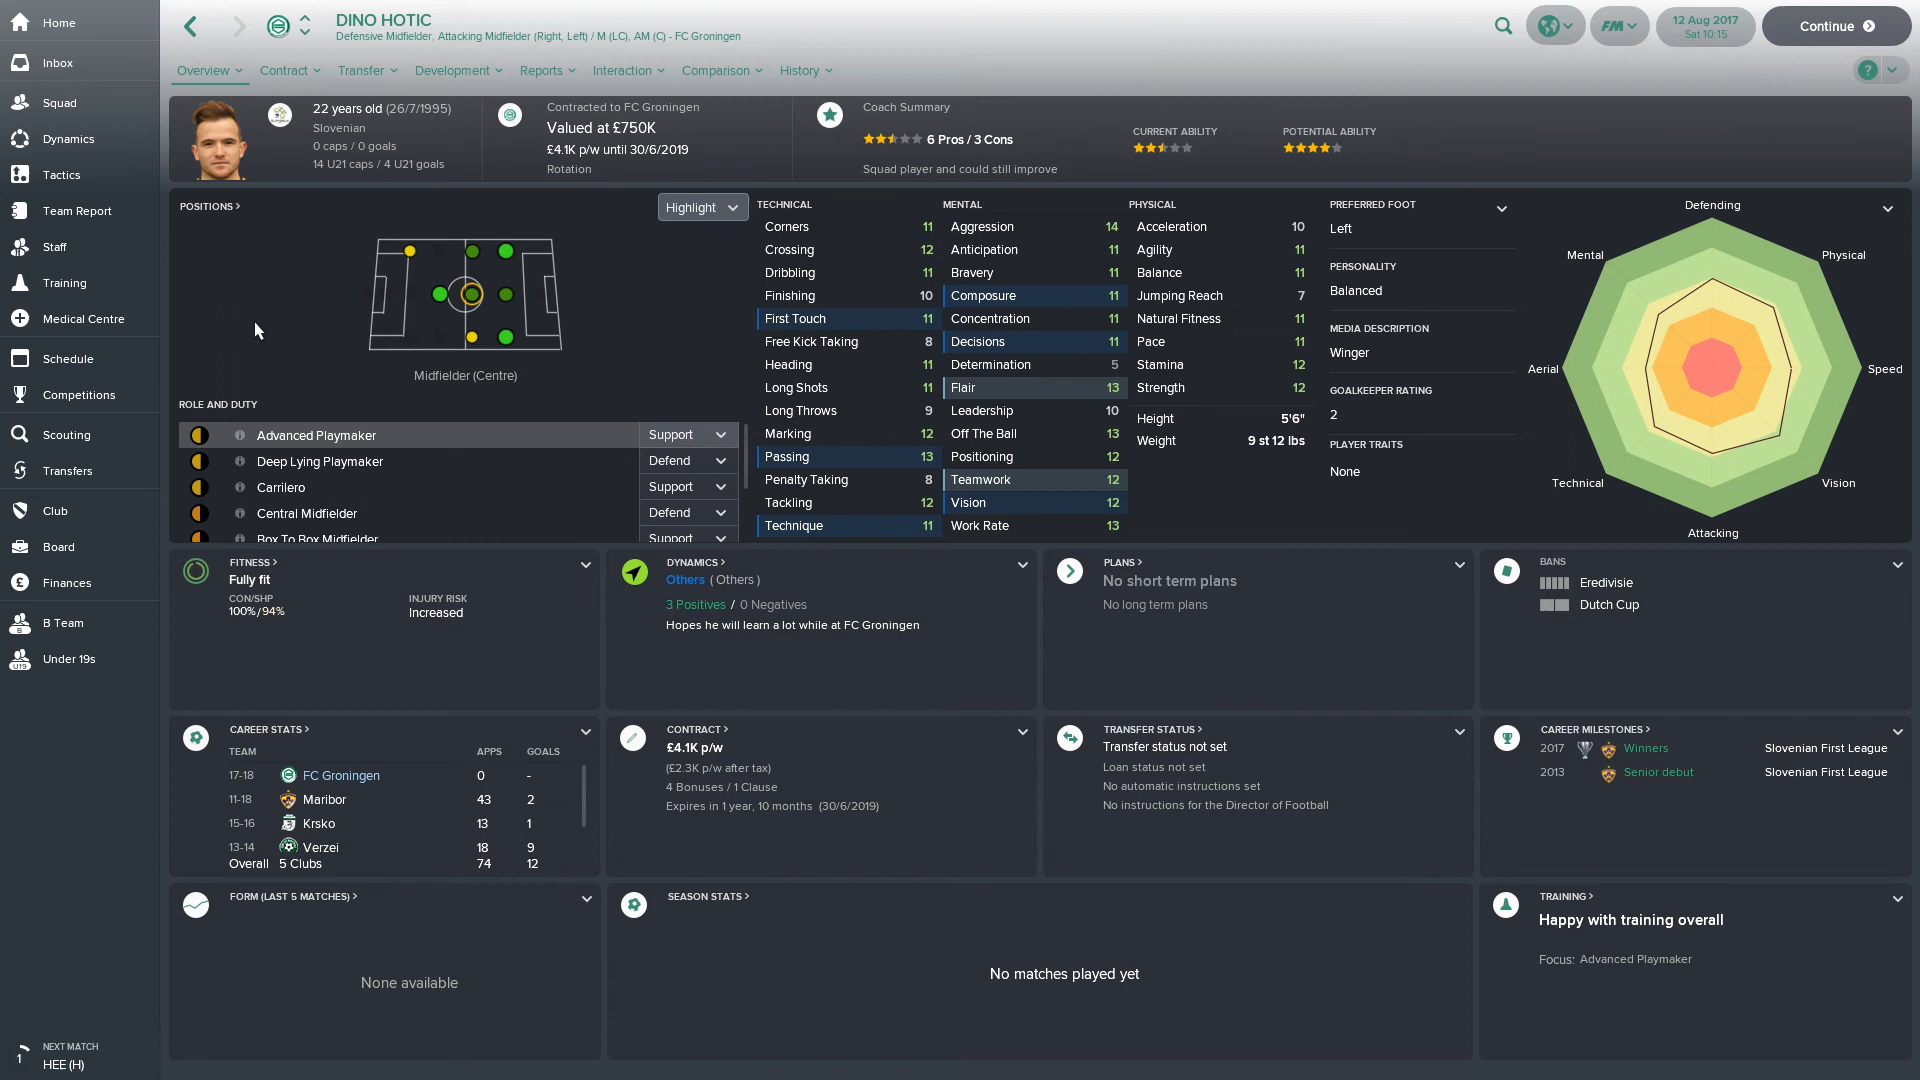 Home
Inbox
Squad
Dynamics
Tactics
Team Report
Staff
Training
Medical Centre
Schedule
Competitions
Scouting
Transfers
Club
Board
Finances
B Team
Under 19s
NEXT MATCH
1
HEE (H)
DINO HOTIC
Defensive Midfielder, Attacking Midfielder (Right, Left) / M (LC), AM (C) - FC Groningen
FM
12 Aug 2017
Sat 10:15
Continue
Overview Contract Transfer Development Reports Interaction Comparison History
?
22 years old (26/7/1995)
Slovenian
0 caps / 0 goals
14 U21 caps / 4 U21 goals
Contracted to FC Groningen
Valued at £750K
£4.1K p/w until 30/6/2019
Rotation
Coach Summary
6 Pros / 3 Cons
Squad player and could still improve
CURRENT ABILITY
POTENTIAL ABILITY
POSITIONS >
Highlight
Midfielder (Centre)
ROLE AND DUTY
Advanced Playmaker Support
Deep Lying Playmaker Defend
Carrilero Support
Central Midfielder Defend
Box To Box Midfielder Support
TECHNICAL
Corners 11
Crossing 12
Dribbling 11
Finishing 10
First Touch 11
Free Kick Taking 8
Heading 11
Long Shots 11
Long Throws 9
Marking 12
Passing 13
Penalty Taking 8
Tackling 12
Technique 11
MENTAL
Aggression 14
Anticipation 11
Bravery 11
Composure 11
Concentration 11
Decisions 11
Determination 5
Flair 13
Leadership 10
Off The Ball 13
Positioning 12
Teamwork 12
Vision 12
Work Rate 13
PHYSICAL
Acceleration 10
Agility 11
Balance 11
Jumping Reach 7
Natural Fitness 11
Pace 11
Stamina 12
Strength 12
Height 5'6"
Weight 9 st 12 lbs
PREFERRED FOOT
Left
PERSONALITY
Balanced
MEDIA DESCRIPTION
Winger
GOALKEEPER RATING
2
PLAYER TRAITS
None
Defending
Physical
Speed
Vision
Attacking
Technical
Aerial
Mental
FITNESS >
Fully fit
CON/SHP
100%/94%
INJURY RISK
Increased
DYNAMICS >
Others ( Others )
3 Positives / 0 Negatives
Hopes he will learn a lot while at FC Groningen
PLANS >
No short term plans
No long term plans
BANS
Eredivisie
Dutch Cup
CAREER STATS >
TEAM APPS GOALS
17-18 FC Groningen 0 -
11-18 Maribor 43 2
15-16 Krsko 13 1
13-14 Verzei 18 9
Overall 5 Clubs 74 12
CONTRACT >
£4.1K p/w
(£2.3K p/w after tax)
4 Bonuses / 1 Clause
Expires in 1 year, 10 months (30/6/2019)
TRANSFER STATUS >
Transfer status not set
Loan status not set
No automatic instructions set
No instructions for the Director of Football
CAREER MILESTONES >
2017 Winners Slovenian First League
2013 Senior debut Slovenian First League
FORM (LAST 5 MATCHES) >
None available
SEASON STATS >
No matches played yet
TRAINING >
Happy with training overall
Focus: Advanced Playmaker